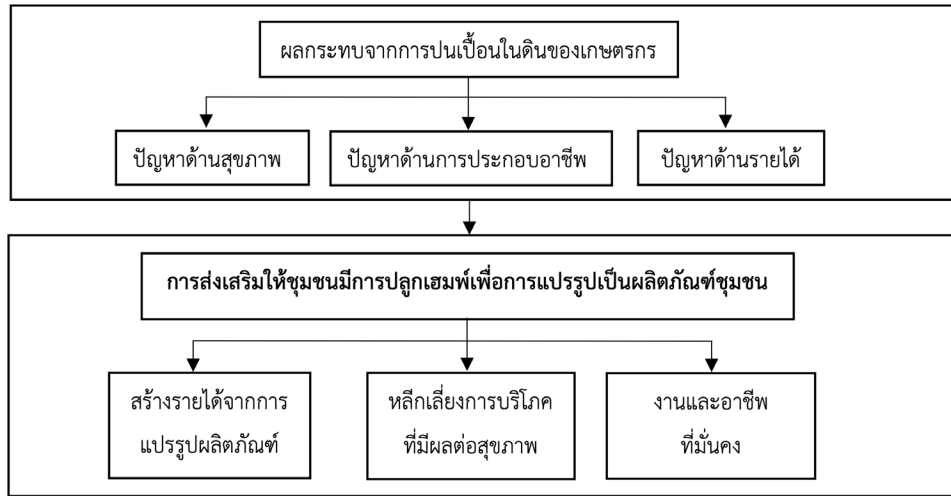 ผลกระทบจากการปนเปื้อนในดินของเกษตรกร
ปัญหาด้านสุขภาพ
ปัญหาด้านการประกอบอาชีพ
ปัญหาด้านรายได้
การส่งเสริมให้ชุมชนมีการปลูกเฮมพ์เพื่อการแปรรูปเป็นผลิตภัณฑ์ชุมชน
สร้างรายได้จากการ
แปรรูปผลิตภัณฑ์
หลีกเลี่ยงการบริโภค
ที่มีผลต่อสุขภาพ
งานและอาชีพ
ที่มั่นคง